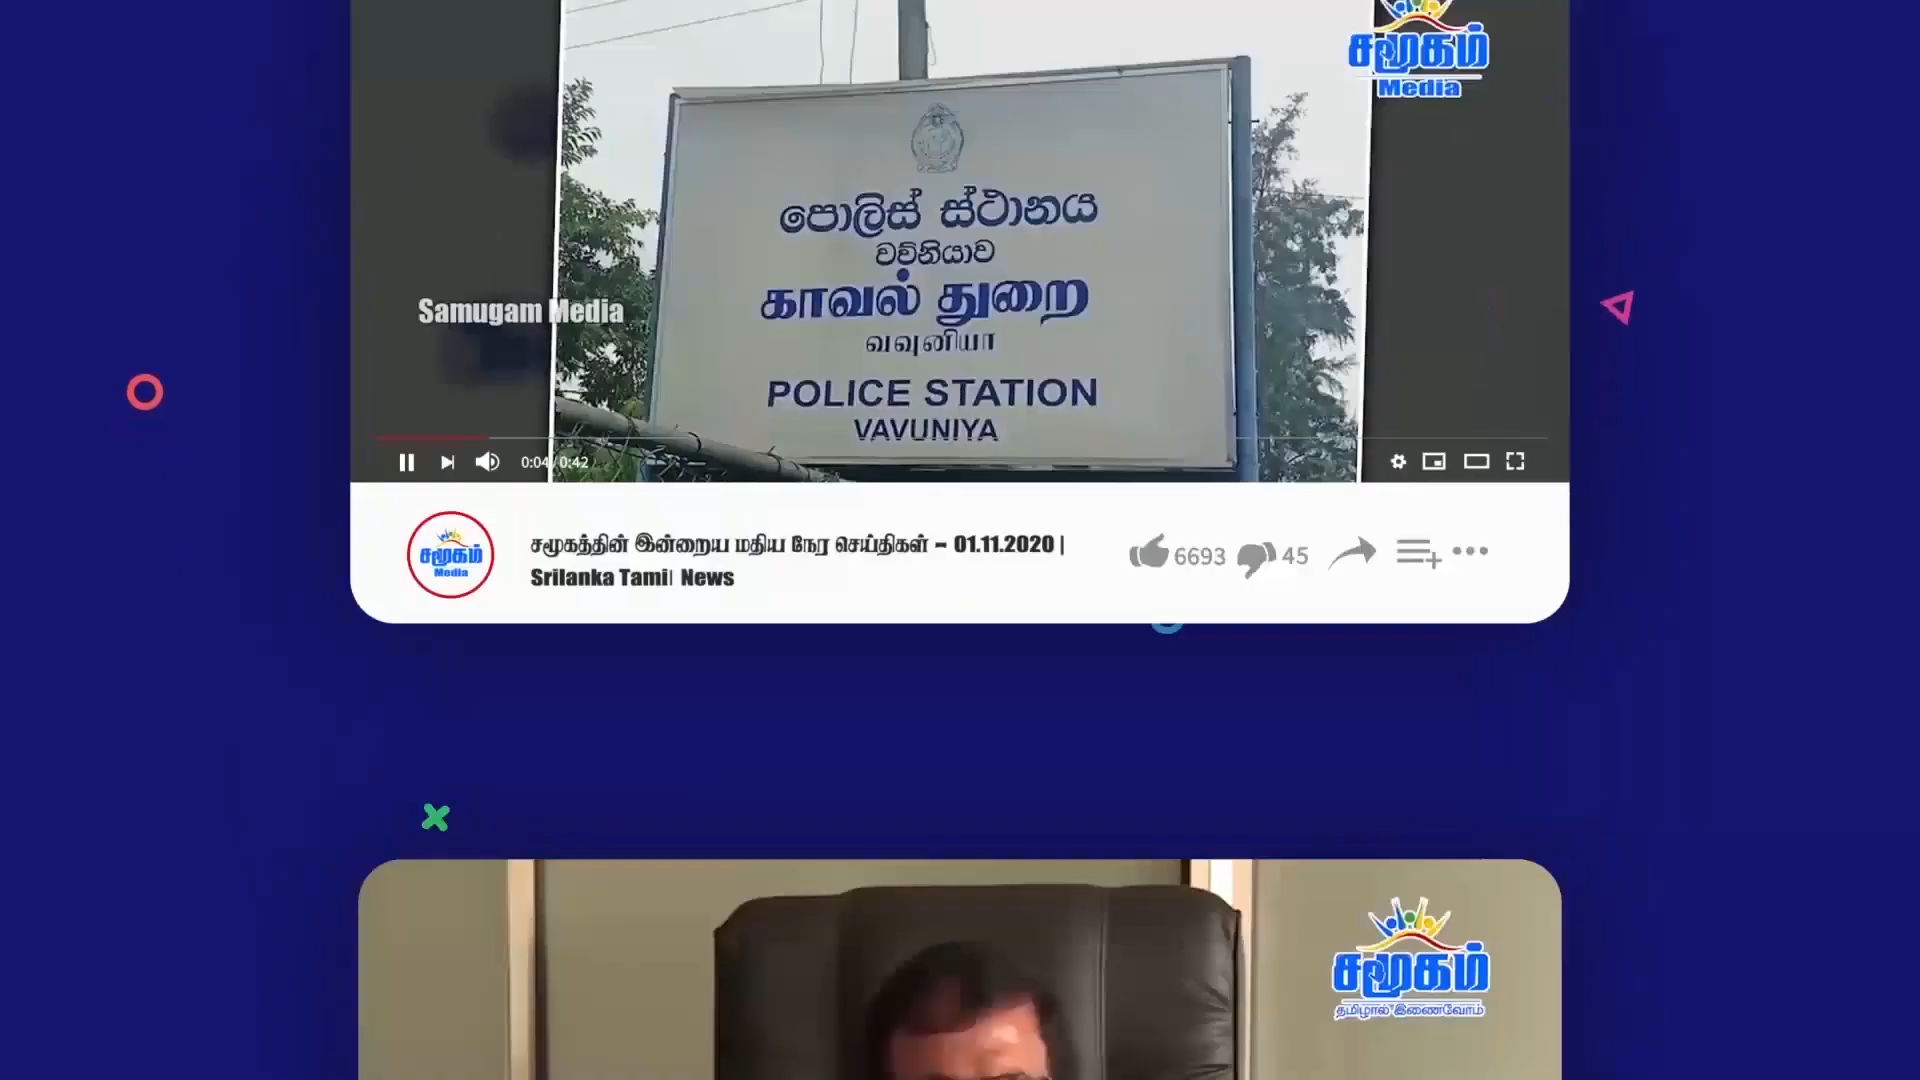 சமூகம்
Media
පොලිස් ස්ථානය
වව්නියාව
காவல் துறை
வவுனியா
POLICE STATION
VAVUNIYA
Samugam Media
0:04/0:42
சமூகம்
Media
சமூகத்தின் இன்றைய மதிய நேர செய்திகள் – 01.11.2020 |
Srilanka Tamil News
6693
45
சமூகம்
தமிழால் இணைவோம்